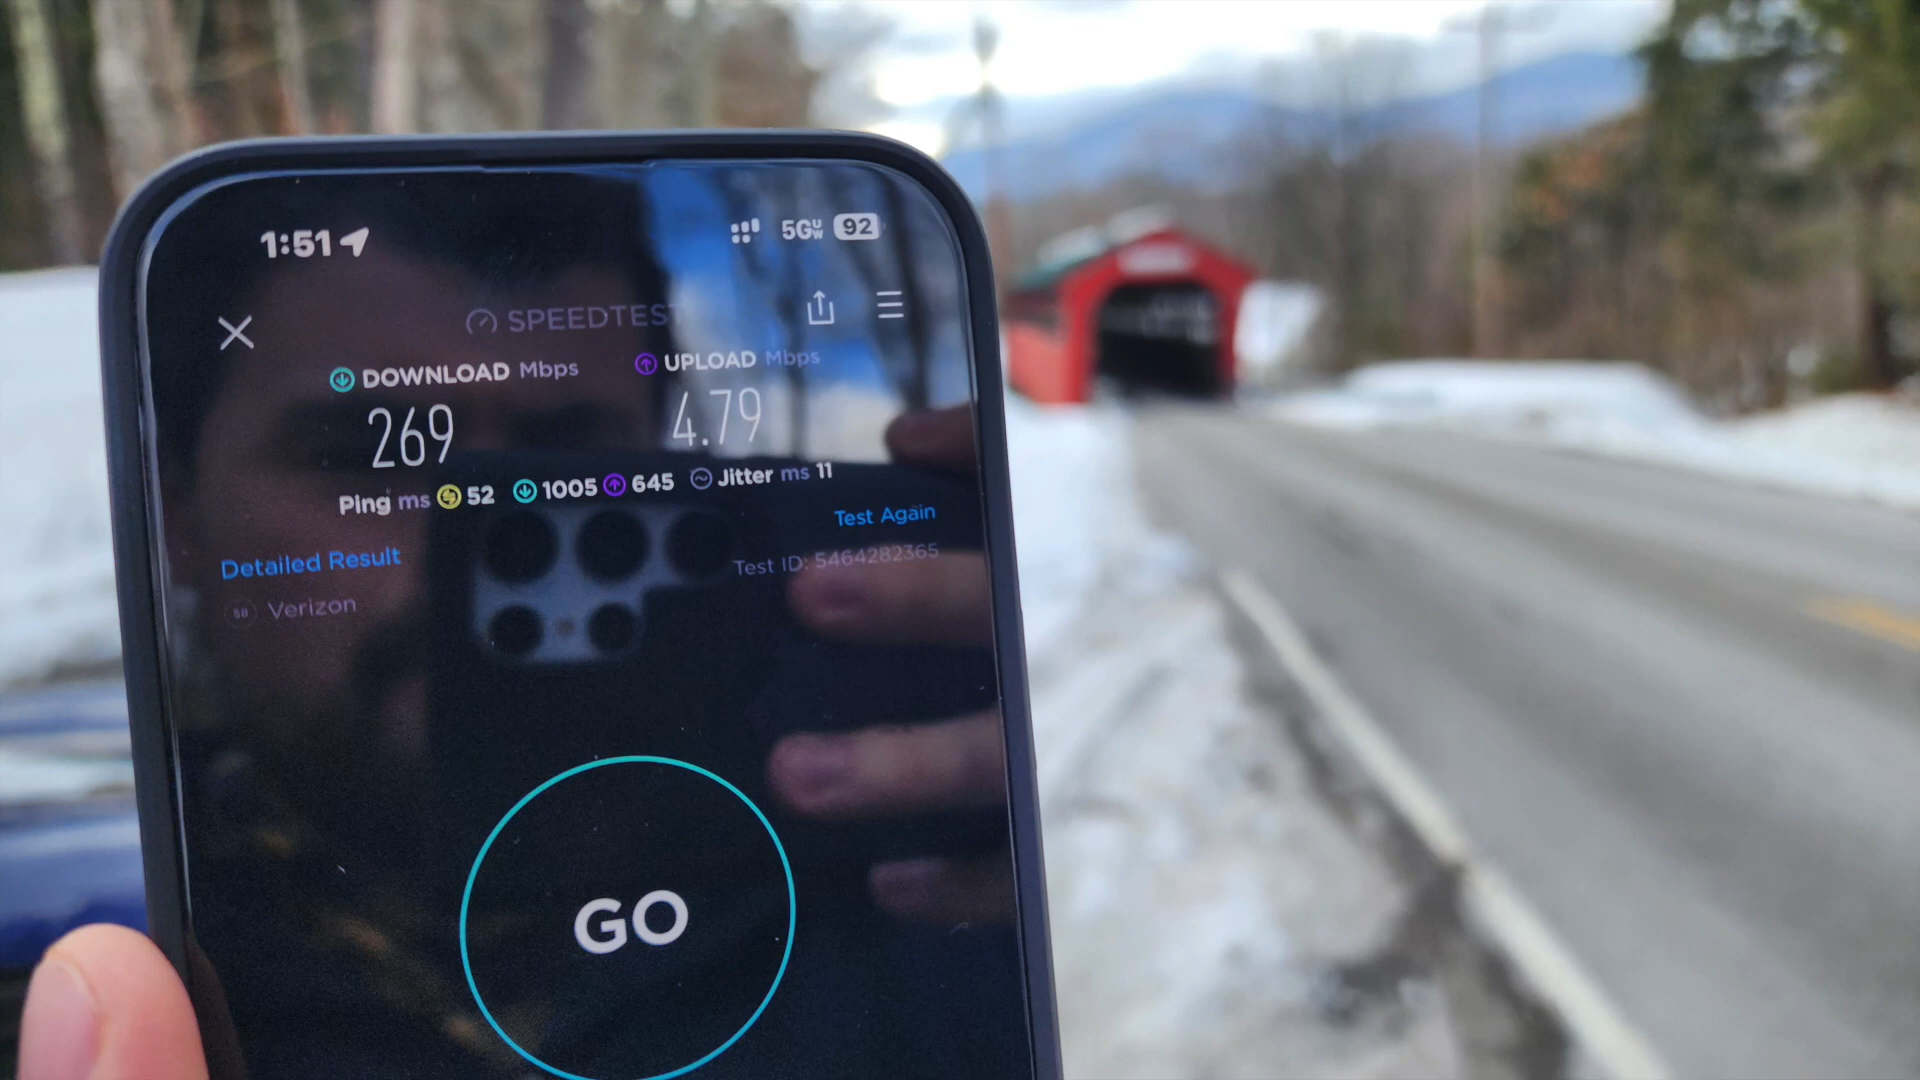 1:51 5G UW 92
SPEEDTEST
DOWNLOAD Mbps UPLOAD Mbps
269 4.79
Ping ms 52 1005 645 Jitter ms 11
Test Again
Detailed Result
Test ID: 5464282365
Verizon
GO